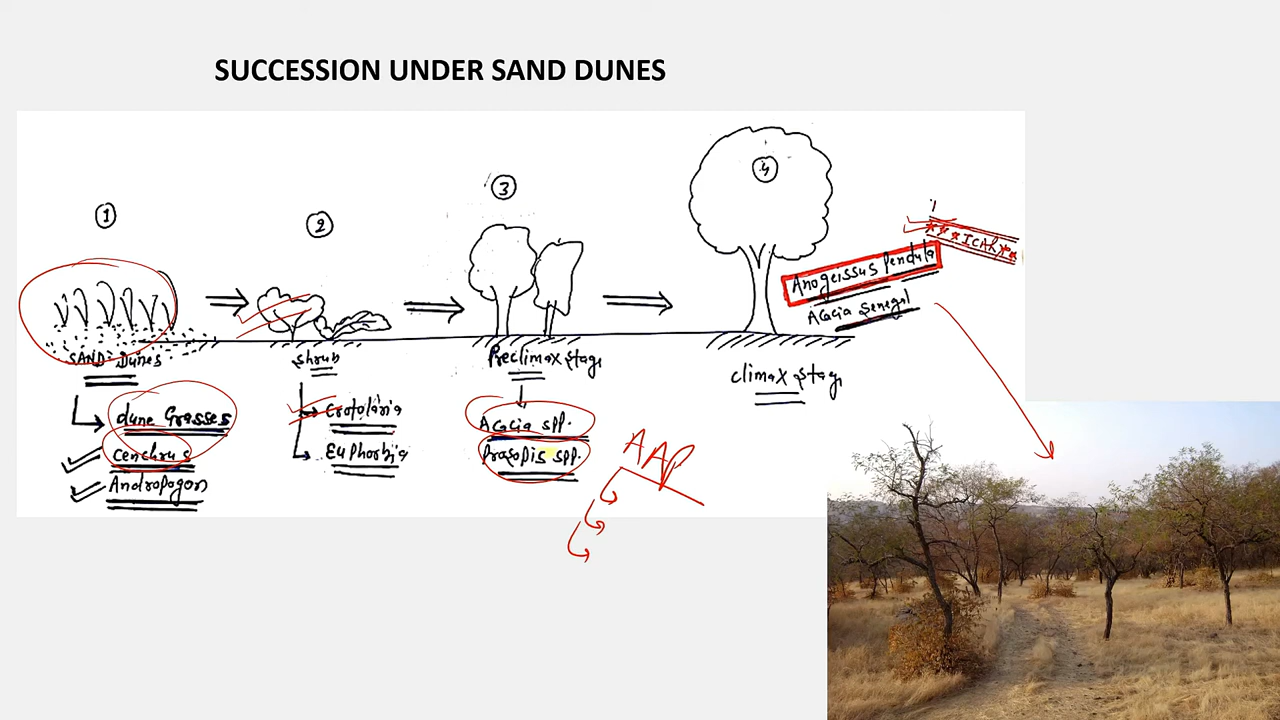 SUCCESSION UNDER SAND DUNES
1
SAND DUNES
dune Grasses
Cenchrus
Andropogon
2
Shrub
Crotolaria
Euphorbia
3
Preclimax stage
Acacia spp.
Prosopis spp.
AAP
4
Anogeissus Pendula
Acacia Senegal
climax stage
ICAR